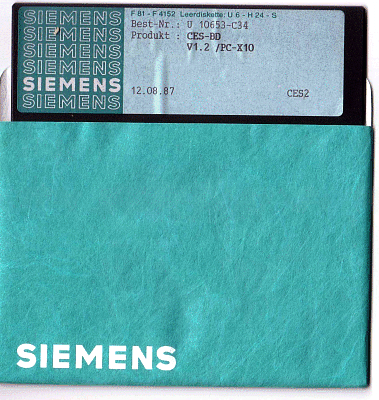 SIEMENS
SIEMENS
SIEMENS
SIEMENS
SIEMENS
SIEMENS
F 81 - F 4152 Leerdiskette: U 6 - H 24 - S
Best-Nr.: U 10653-C34
Produkt : CES-BD
V1.2 /PC-X10
12.08.87 CES2
SIEMENS